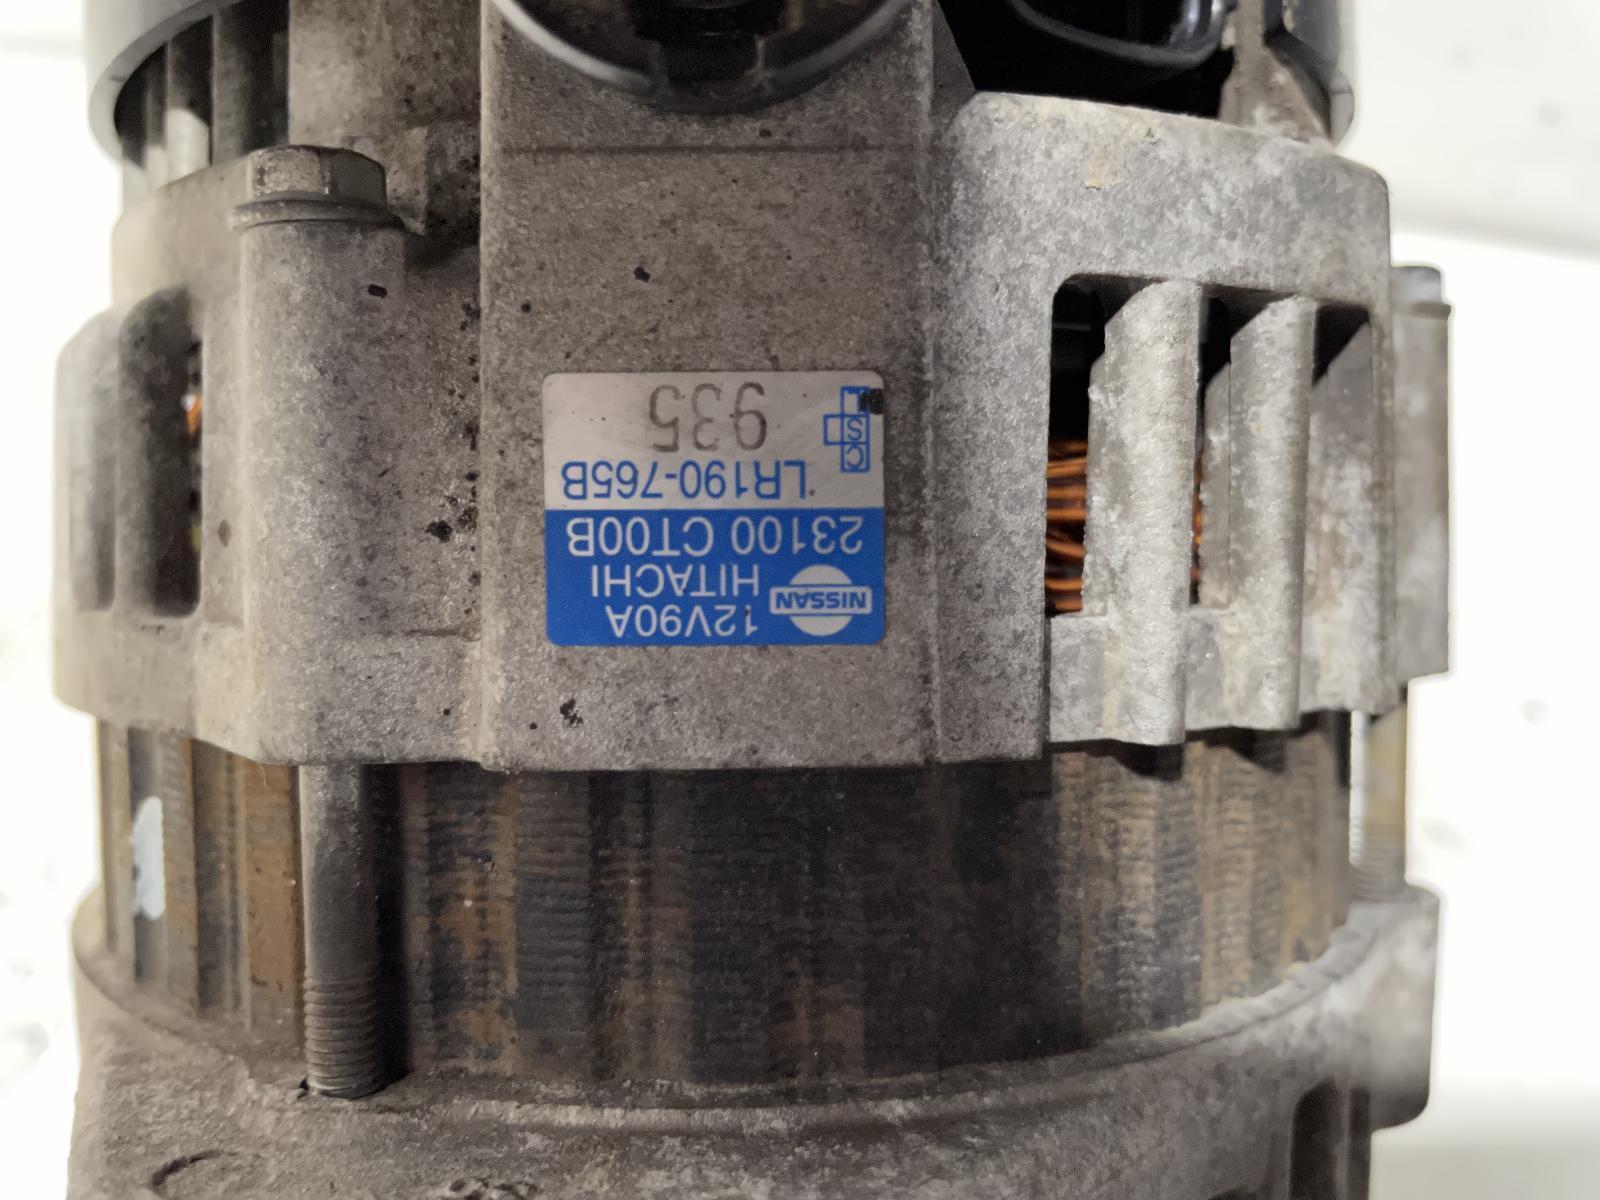 NISSAN
12V90A
HITACHI
23100 CT00B
LR190-765B
C
S
L
935